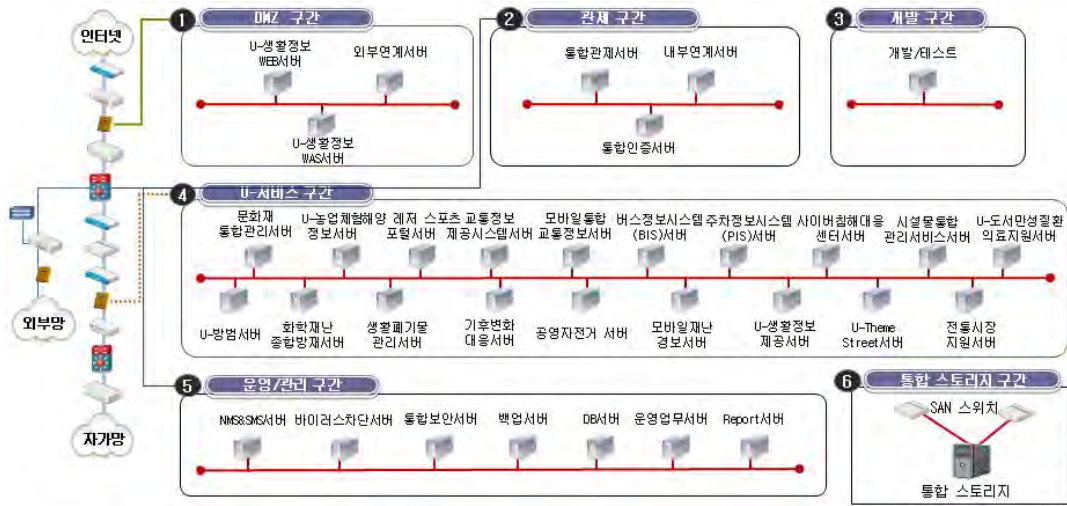 인터넷
외부망
자가망
1 DMZ 구간
U-생활정보
WEB서버
외부연계서버
U-생활정보
WAS서버
2 관제 구간
통합관제서버
내부연계서버
통합인증서버
3 개발 구간
개발/테스트
4 U-서비스 구간
문화재
통합관리서버
U-농업체험
정보서버
해양 레저 스포츠
포털서버
교통정보
제공시스템서버
모바일통합
교통정보서버
버스정보시스템
(BIS)서버
주차정보시스템
(PIS)서버
사이버침해대응
센터서버
시설물통합
관리서비스서버
U-도서만성질환
의료지원서버
U-방범서버
화학재난
종합방재서버
생활폐기물
관리서버
기후변화
대응서버
공영자전거 서버
모바일재난
경보서버
U-생활정보
제공서버
U-Theme
Street서버
전통시장
지원서버
5 운영/관리 구간
NMS&SMS서버
바이러스차단서버
통합보안서버
백업서버
DB서버
운영업무서버
Report서버
6 통합 스토리지 구간
SAN 스위치
통합 스토리지